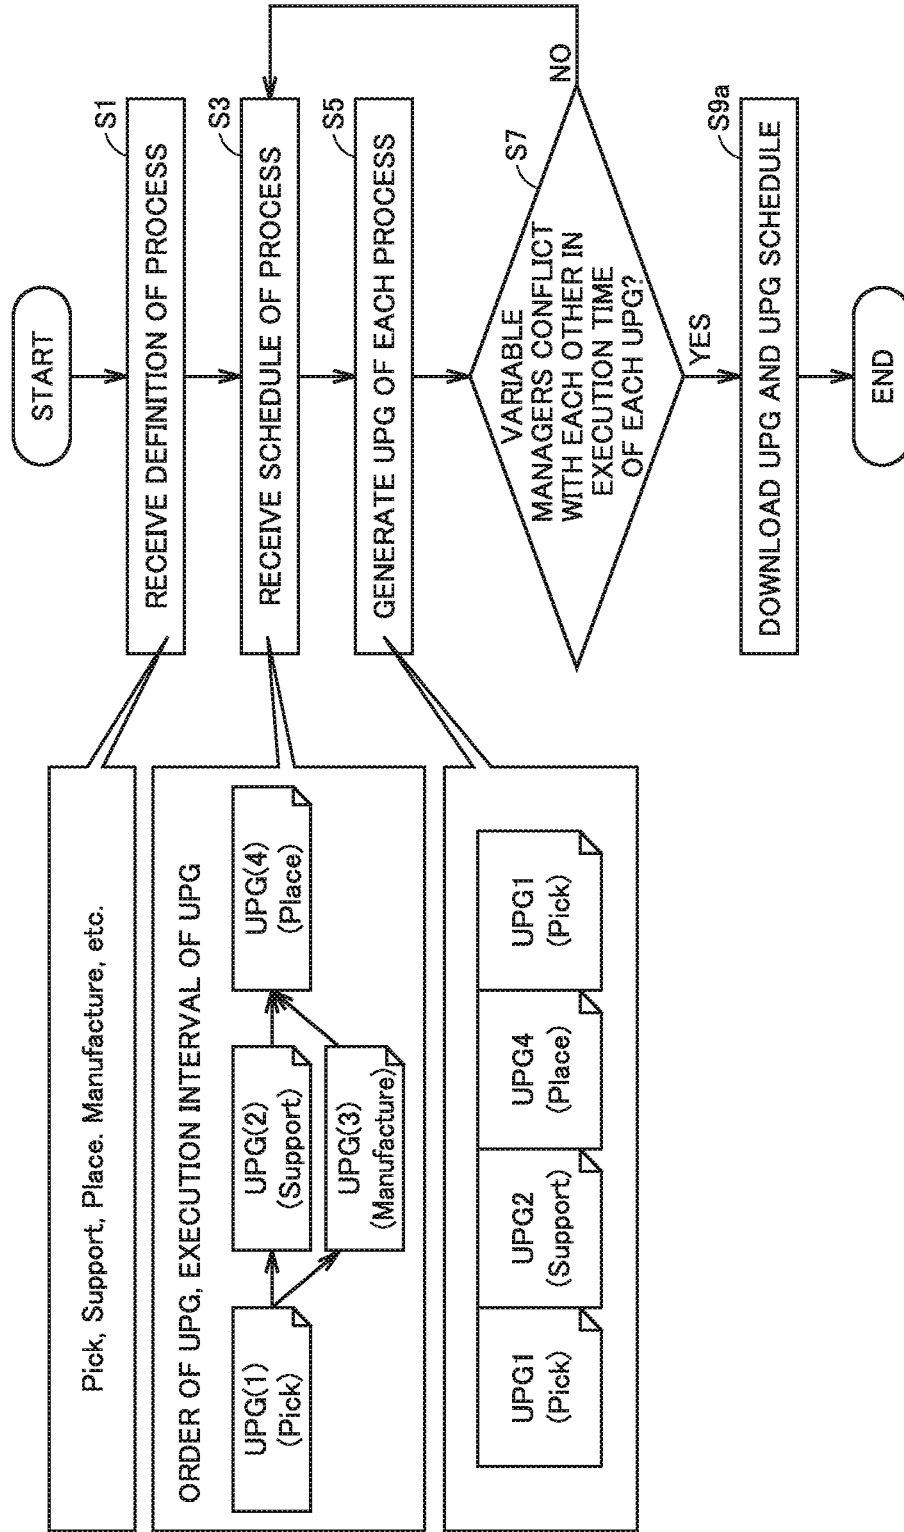 START
S1
RECEIVE DEFINITION OF PROCESS
S3
RECEIVE SCHEDULE OF PROCESS
S5
GENERATE UPG OF EACH PROCESS
S7
VARIABLE
MANAGERS CONFLICT
WITH EACH OTHER IN
EXECUTION TIME
OF EACH UPG?
NO
YES
S9a
DOWNLOAD UPG AND UPG SCHEDULE
END
Pick, Support, Place. Manufacture, etc.
ORDER OF UPG, EXECUTION INTERVAL OF UPG
UPG(1)
(Pick)
UPG(2)
(Support)
UPG(3)
(Manufacture)
UPG(4)
(Place)
UPG1
(Pick)
UPG2
(Support)
UPG4
(Place)
UPG1
(Pick)